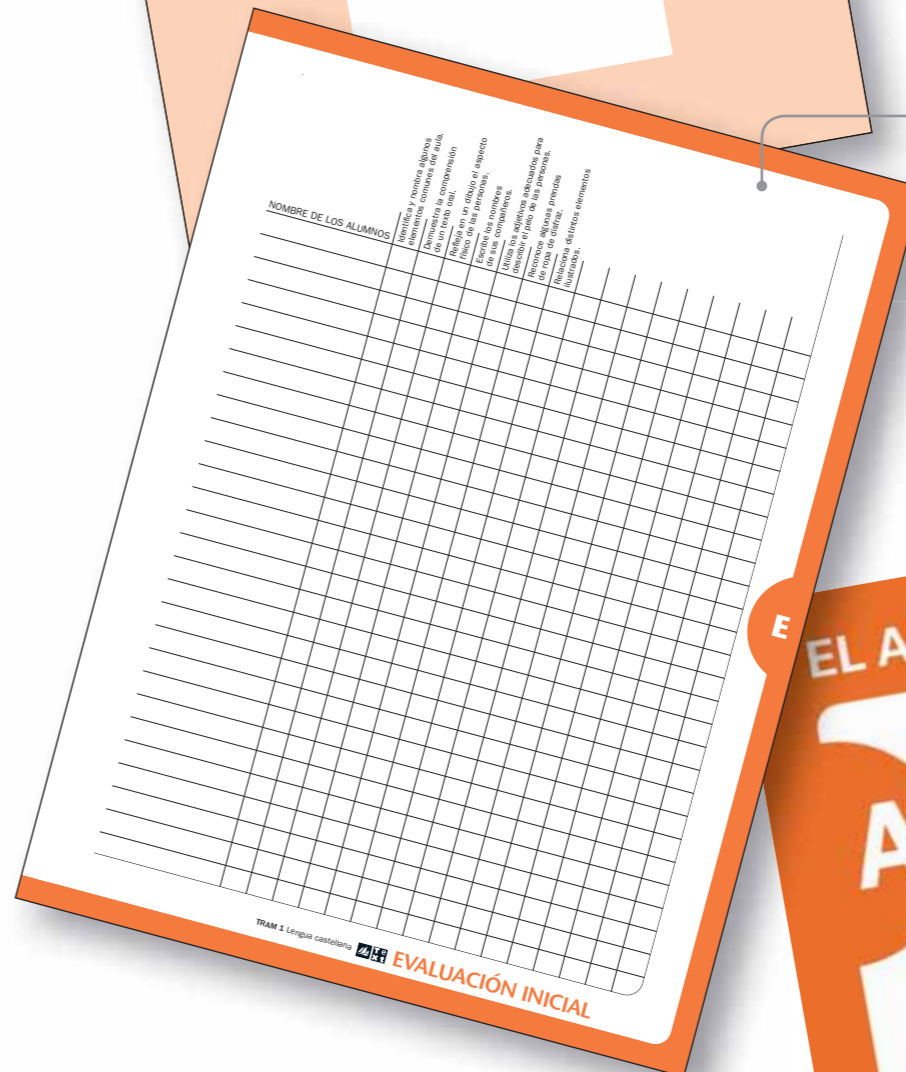 NOMBRE DE LOS ALUMNOS
Identifica y nombra algunos
elementos comunes del aula.
Demuestra la comprensión
de un texto oral.
Refleja en un dibujo el aspecto
físico de las personas.
Escribe los nombres
de sus compañeros.
Utiliza los adjetivos adecuados para
describir el pelo de las personas.
Reconoce algunas prendas
de ropa de disfraz.
Relaciona distintos elementos
ilustrados.
E
TRAM 1 Lengua castellana
Text
EVALUACIÓN INICIAL
EL A
A